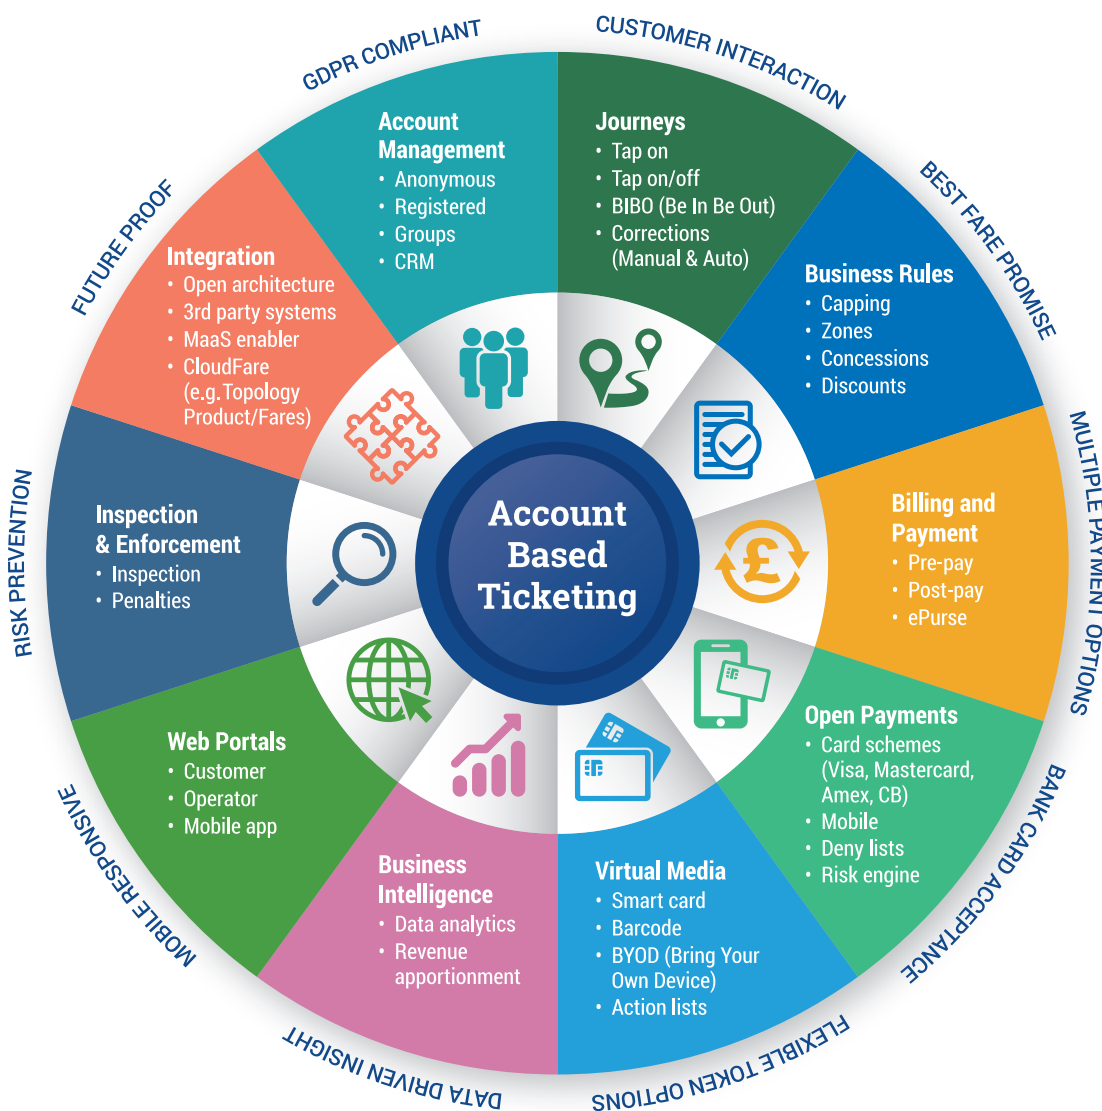 GDPR COMPLIANT
CUSTOMER INTERACTION
BEST FARE PROMISE
MULTIPLE PAYMENT OPTIONS
BANK CARD ACCEPTANCE
FLEXIBLE TOKEN OPTIONS
DATA DRIVEN INSIGHT
MOBILE RESPONSIVE
RISK PREVENTION
FUTURE PROOF
Account
Management
• Anonymous
• Registered
• Groups
• CRM
Journeys
• Tap on
• Tap on/off
• BIBO (Be In Be Out)
• Corrections
(Manual & Auto)
Business Rules
• Capping
• Zones
• Concessions
• Discounts
Billing and
Payment
• Pre-pay
• Post-pay
• ePurse
£
Open Payments
• Card schemes
(Visa, Mastercard,
Amex, CB)
• Mobile
• Deny lists
• Risk engine
Virtual Media
• Smart card
• Barcode
• BYOD (Bring Your
Own Device)
• Action lists
Business
Intelligence
• Data analytics
• Revenue
apportionment
Web Portals
• Customer
• Operator
• Mobile app
Inspection
& Enforcement
• Inspection
• Penalties
Integration
• Open architecture
• 3rd party systems
• MaaS enabler
• CloudFare
(e.g. Topology
Product/Fares)
Account
Based
Ticketing